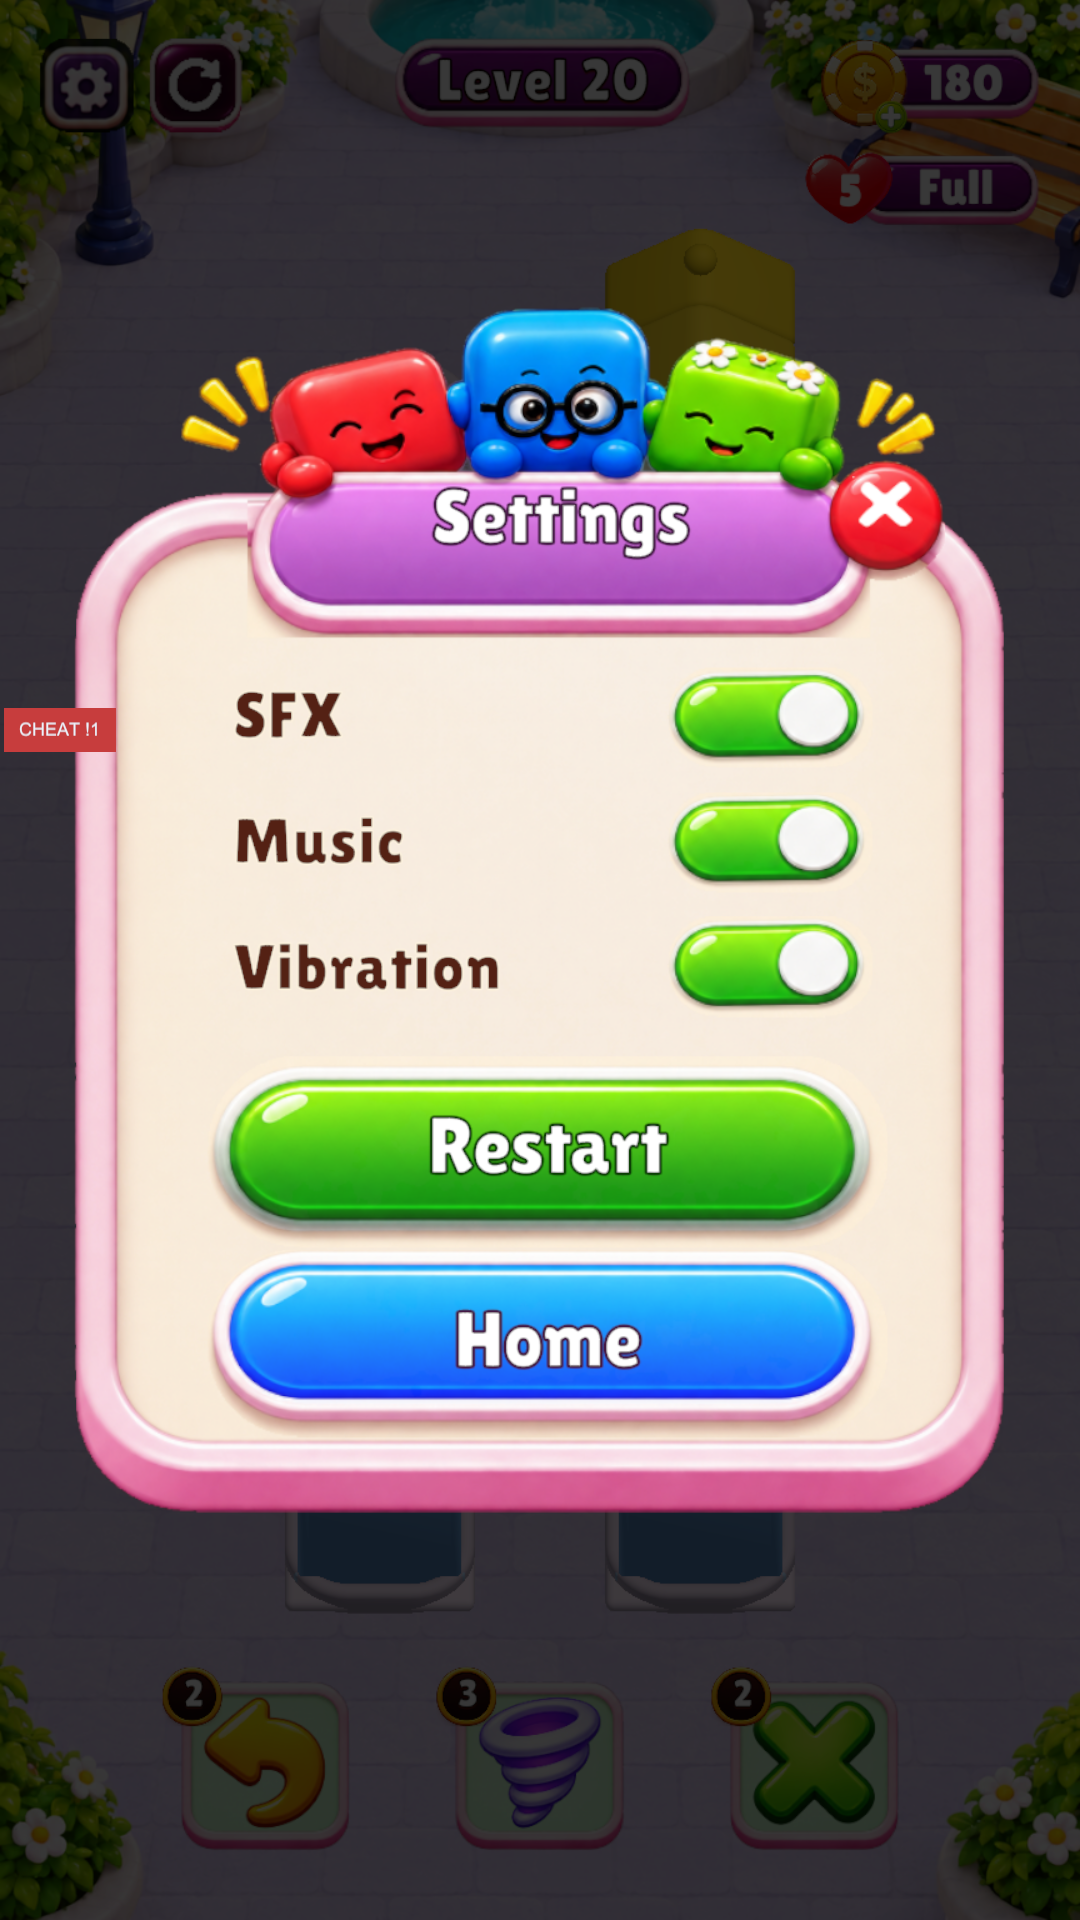 Level 20
180
5
Full
Settings
SFX
CHEAT !1
Music
Vibration
Restart
Home
2
3
2